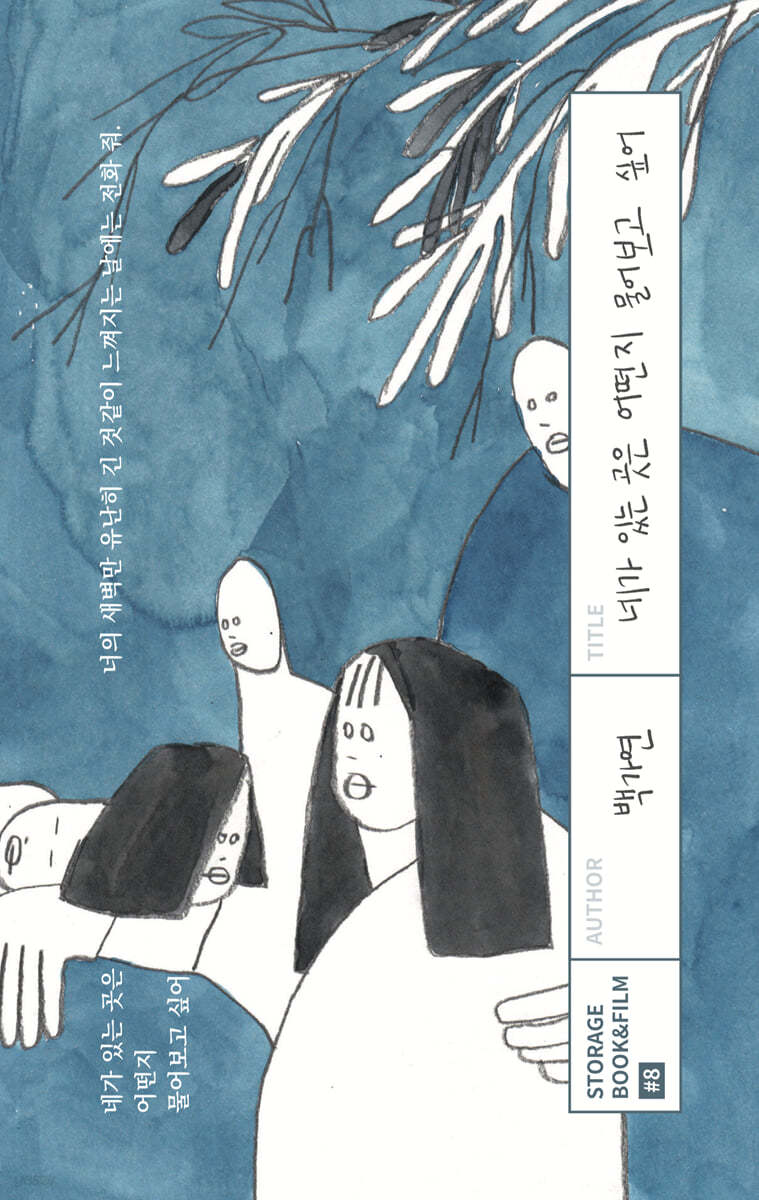 너의 새벽만 유난히 긴 것같이 느껴지는 날에는 전화 줘.
네가 있는 곳은
어떤지
물어보고 싶어
STORAGE
BOOK&FILM
#8
AUTHOR
백가연
TITLE
네가 있는 곳은 어떤지 물어보고 싶어